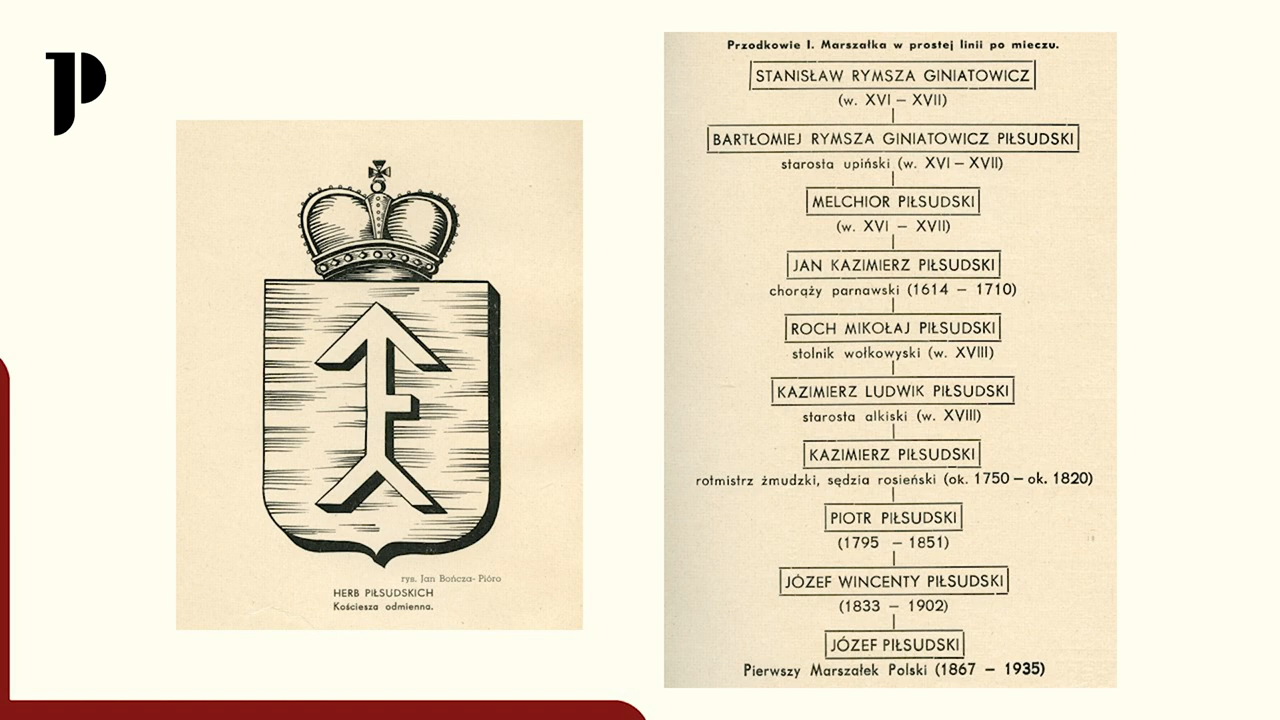 rys. Jan Bończa-Pióro
HERB PIŁSUDSKICH
Kościesza odmienna.
Przodkowie I. Marszałka w prostej linii po mieczu.
STANISŁAW RYMSZA GINIATOWICZ
(w. XVI – XVII)
BARTŁOMIEJ RYMSZA GINIATOWICZ PIŁSUDSKI
starosta upiński (w. XVI – XVII)
MELCHIOR PIŁSUDSKI
(w. XVI – XVII)
JAN KAZIMIERZ PIŁSUDSKI
chorąży parnawski (1614 – 1710)
ROCH MIKOŁAJ PIŁSUDSKI
stolnik wołkowyski (w. XVIII)
KAZIMIERZ LUDWIK PIŁSUDSKI
starosta alkiski (w. XVIII)
KAZIMIERZ PIŁSUDSKI
rotmistrz żmudzki, sędzia rosieński (ok. 1750 – ok. 1820)
PIOTR PIŁSUDSKI
(1795 – 1851)
JÓZEF WINCENTY PIŁSUDSKI
(1833 – 1902)
JÓZEF PIŁSUDSKI
Pierwszy Marszałek Polski (1867 – 1935)